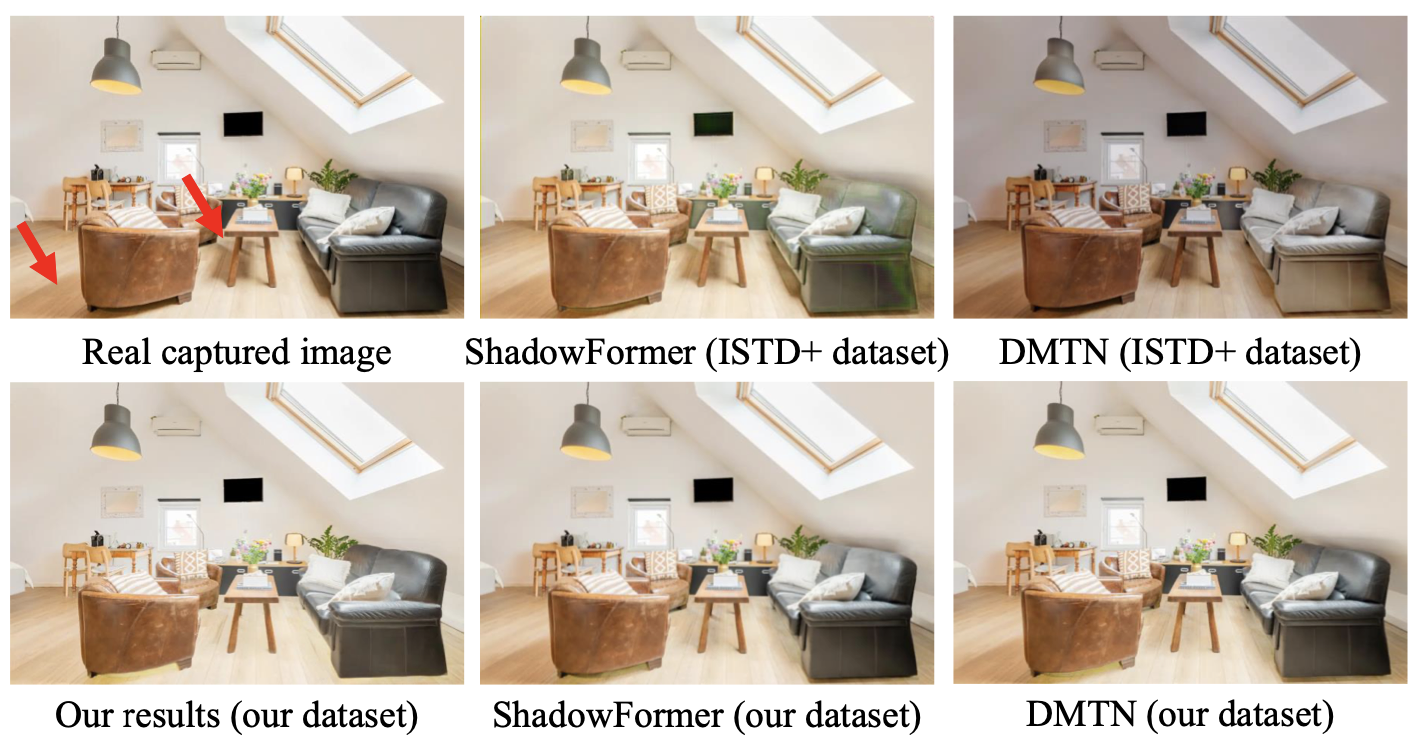 Real captured image
ShadowFormer (ISTD+ dataset)
DMTN (ISTD+ dataset)
Our results (our dataset)
ShadowFormer (our dataset)
DMTN (our dataset)